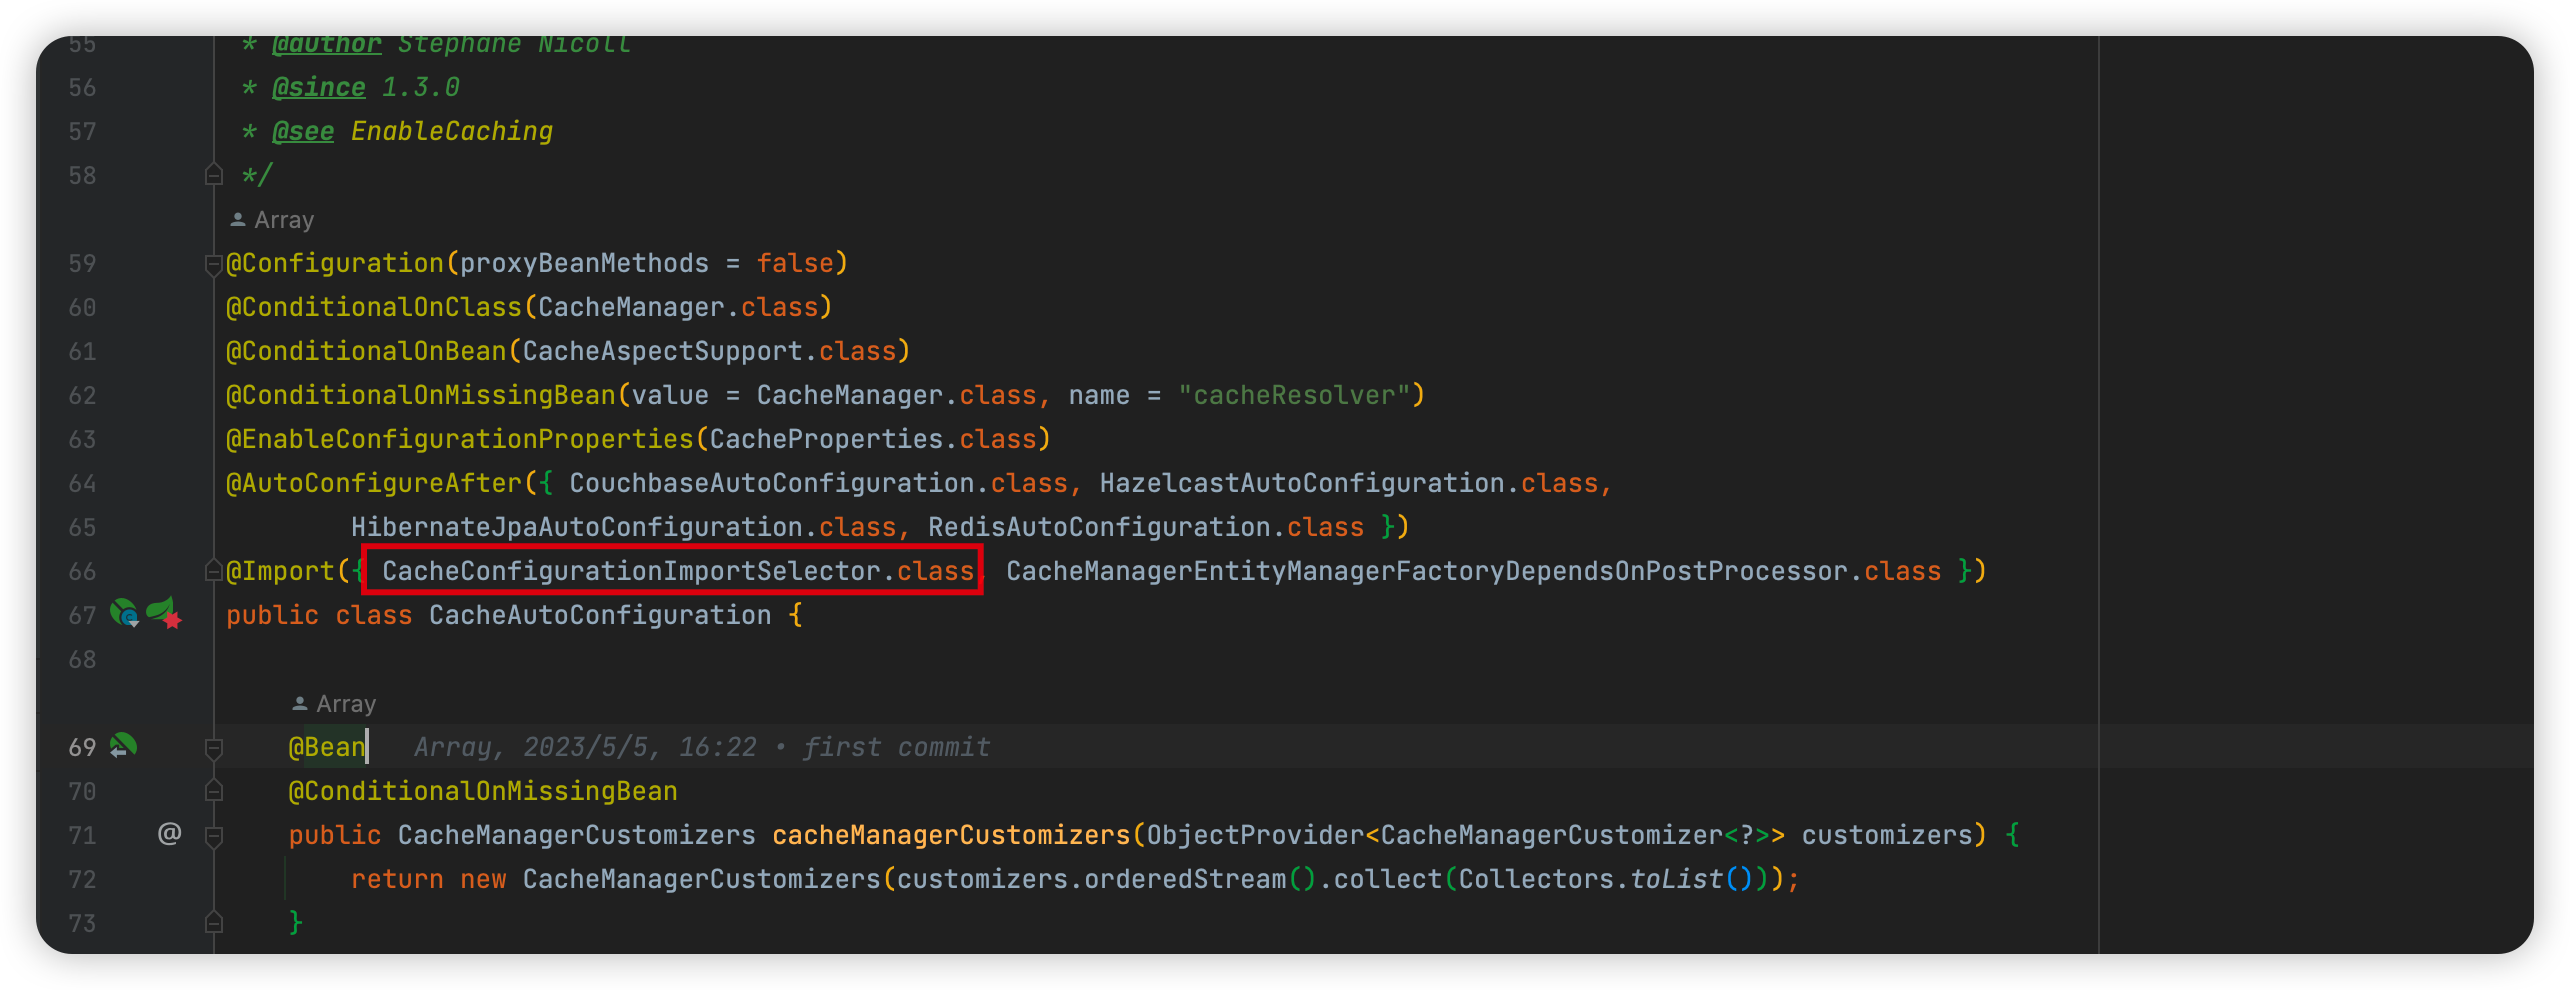 55 * @author Stephane Nicoll
56 * @since 1.3.0
57 * @see EnableCaching
58 */
Array
59 @Configuration(proxyBeanMethods = false)
60 @ConditionalOnClass(CacheManager.class)
61 @ConditionalOnBean(CacheAspectSupport.class)
62 @ConditionalOnMissingBean(value = CacheManager.class, name = "cacheResolver")
63 @EnableConfigurationProperties(CacheProperties.class)
64 @AutoConfigureAfter({ CouchbaseAutoConfiguration.class, HazelcastAutoConfiguration.class,
65 HibernateJpaAutoConfiguration.class, RedisAutoConfiguration.class })
66 @Import({ CacheConfigurationImportSelector.class, CacheManagerEntityManagerFactoryDependsOnPostProcessor.class })
67 public class CacheAutoConfiguration {
68
Array
69 @Bean Array, 2023/5/5, 16:22 • first commit
70 @ConditionalOnMissingBean
71 @ public CacheManagerCustomizers cacheManagerCustomizers(ObjectProvider<CacheManagerCustomizer<?>> customizers) {
72 return new CacheManagerCustomizers(customizers.orderedStream().collect(Collectors.toList()));
73 }